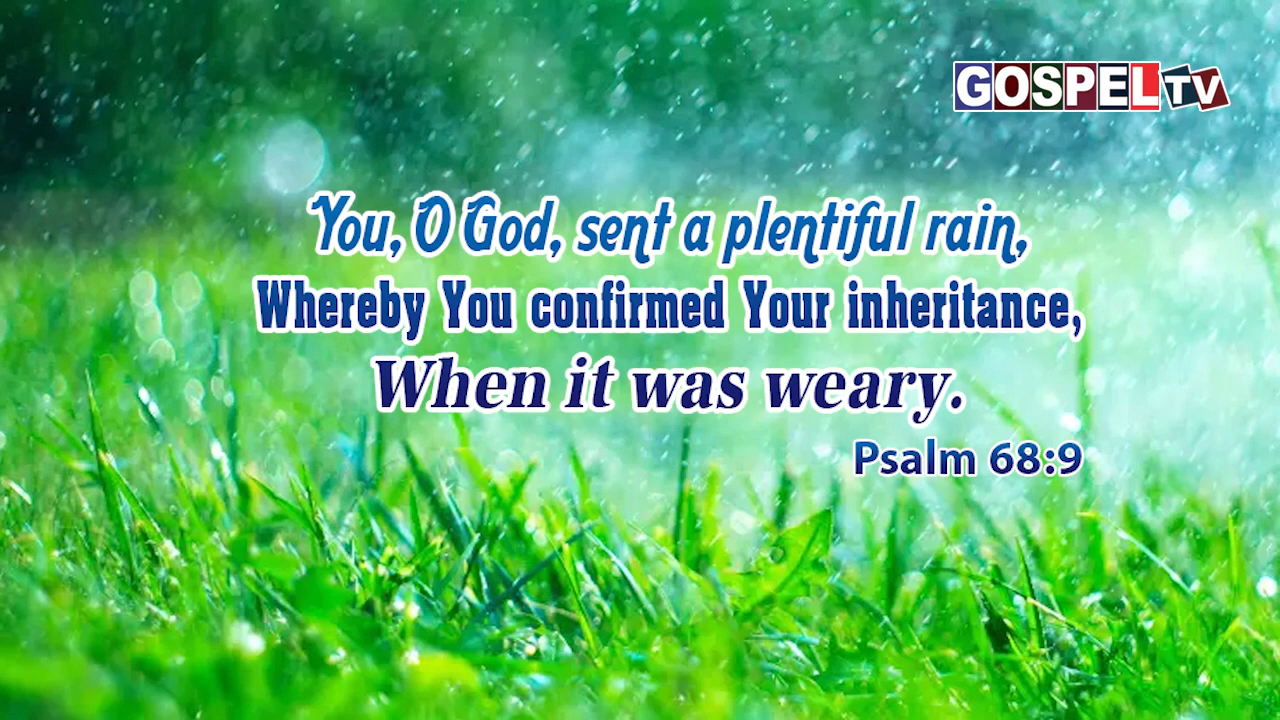 GOSPEL TV
You, O God, sent a plentiful rain,
Whereby You confirmed Your inheritance,
When it was weary.
Psalm 68:9